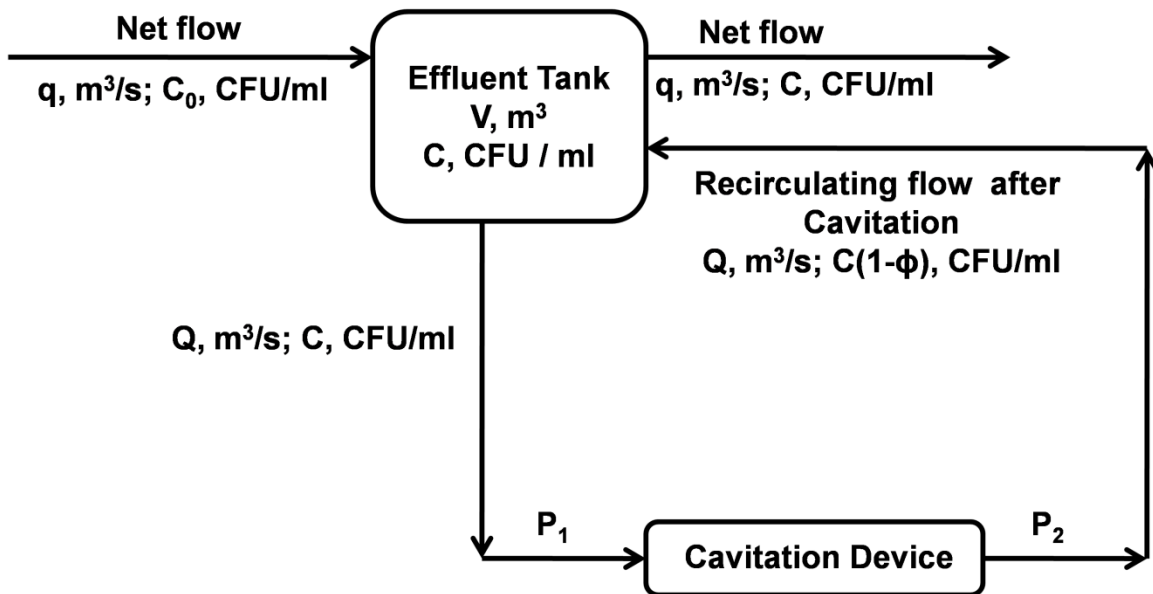 Net flow
q, m³/s; C₀, CFU/ml
Effluent Tank
V, m³
C, CFU / ml
Net flow
q, m³/s; C, CFU/ml
Recirculating flow after
Cavitation
Q, m³/s; C(1-ϕ), CFU/ml
Q, m³/s; C, CFU/ml
P₁
Cavitation Device
P₂